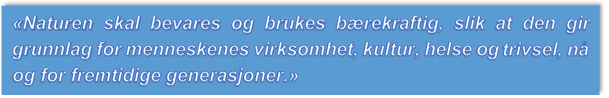 «Naturen skal bevares og brukes bærekraftig, slik at den gir
grunnlag for menneskenes virksomhet, kultur, helse og trivsel, nå
og for fremtidige generasjoner.»